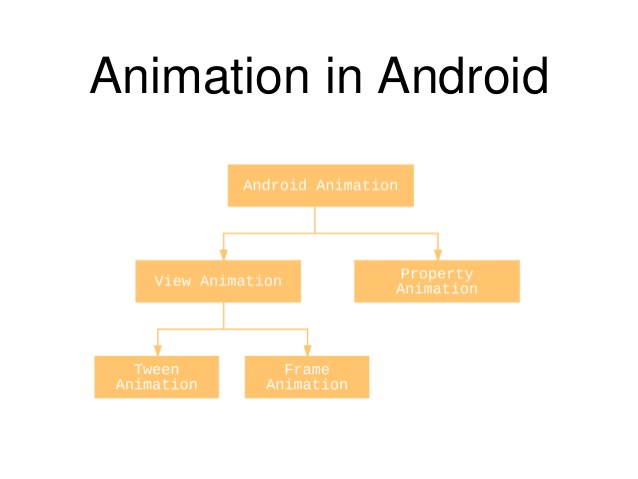 Animation in Android
Android Animation
View Animation
Property
Animation
Tween
Animation
Frame
Animation